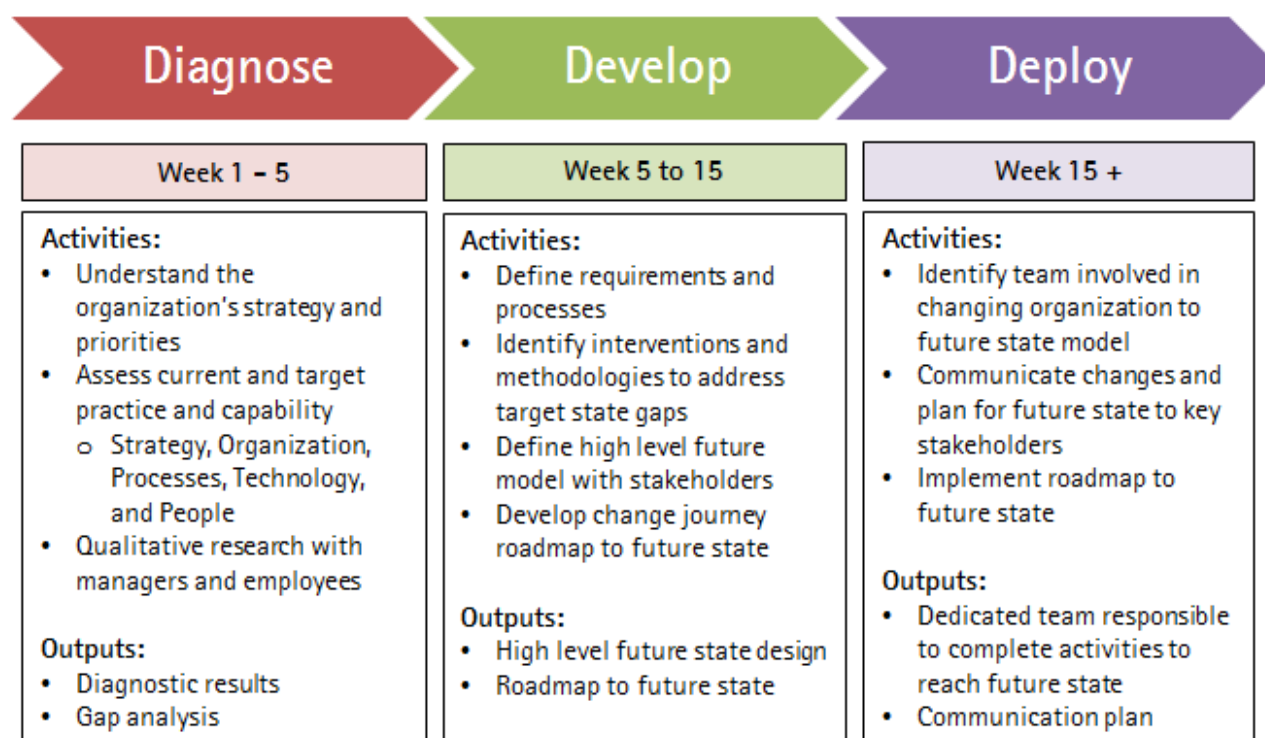 Diagnose
Develop
Deploy
Week 1 – 5
Week 5 to 15
Week 15 +
Activities:
• Understand the
organization's strategy and
priorities
• Assess current and target
practice and capability
o Strategy, Organization,
Processes, Technology,
and People
• Qualitative research with
managers and employees
Outputs:
• Diagnostic results
• Gap analysis
Activities:
• Define requirements and
processes
• Identify interventions and
methodologies to address
target state gaps
• Define high level future
model with stakeholders
• Develop change journey
roadmap to future state
Outputs:
• High level future state design
• Roadmap to future state
Activities:
• Identify team involved in
changing organization to
future state model
• Communicate changes and
plan for future state to key
stakeholders
• Implement roadmap to
future state
Outputs:
• Dedicated team responsible
to complete activities to
reach future state
• Communication plan